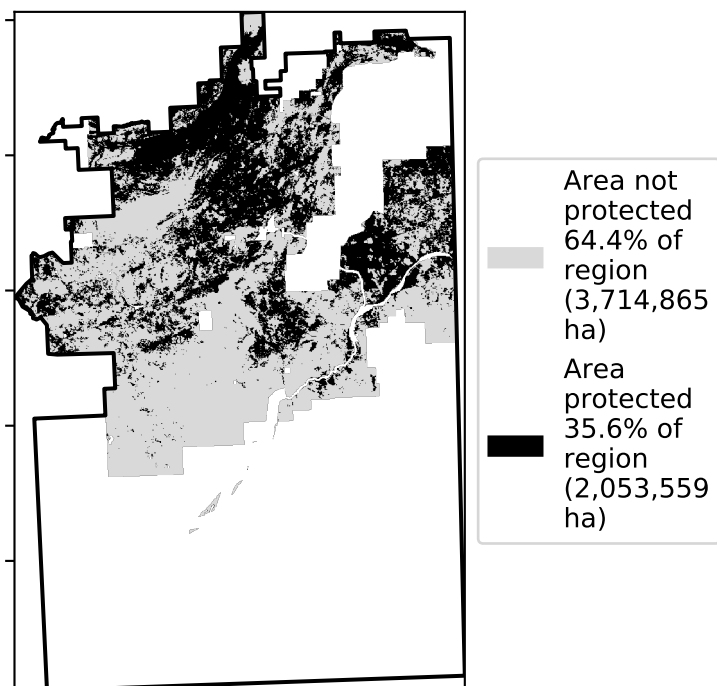 Area not
protected
64.4% of
region
(3,714,865
ha)
Area
protected
35.6% of
region
(2,053,559
ha)